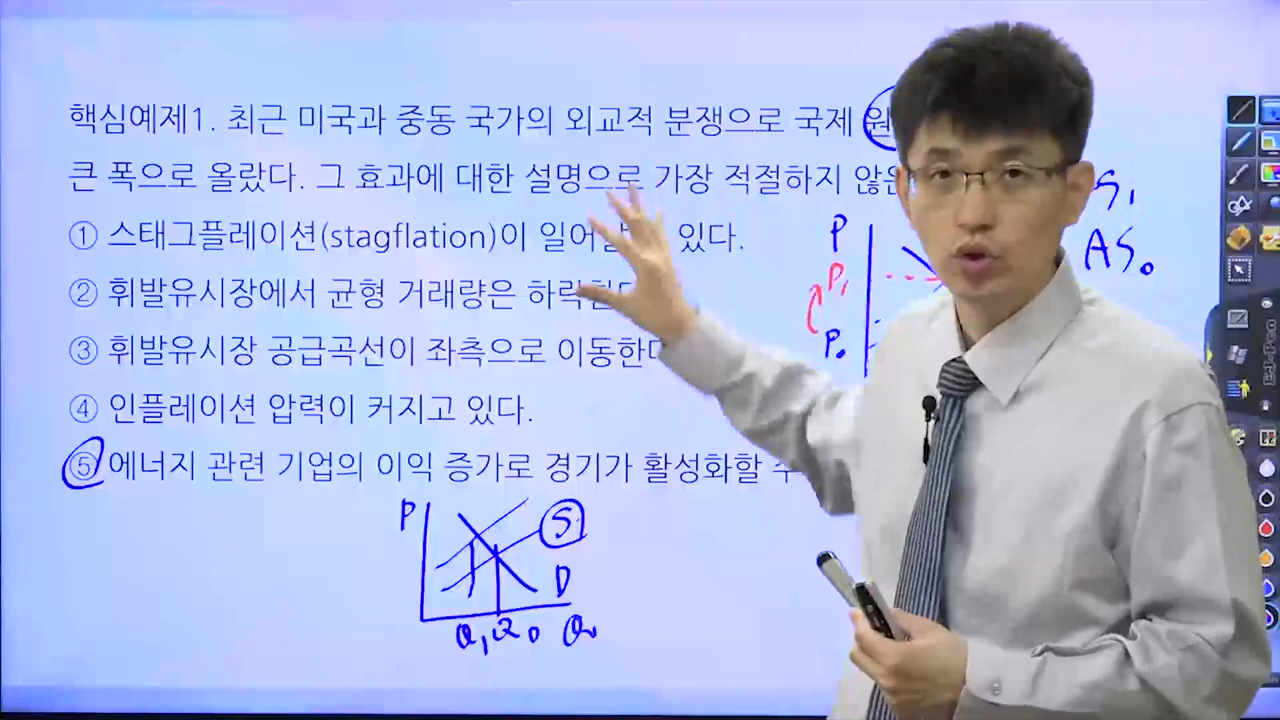 핵심예제1. 최근 미국과 중동 국가의 외교적 분쟁으로 국제 원
큰 폭으로 올랐다. 그 효과에 대한 설명으로 가장 적절하지 않은
① 스태그플레이션(stagflation)이 일어날 있다.
② 휘발유시장에서 균형 거래량은 하락한다
③ 휘발유시장 공급곡선이 좌측으로 이동한다
④ 인플레이션 압력이 커지고 있다.
⑤ 에너지 관련 기업의 이익 증가로 경기가 활성화할 수
P
P₁
P₀
S₁
AS₀
P
S
D
Q₁ Q₀ Q